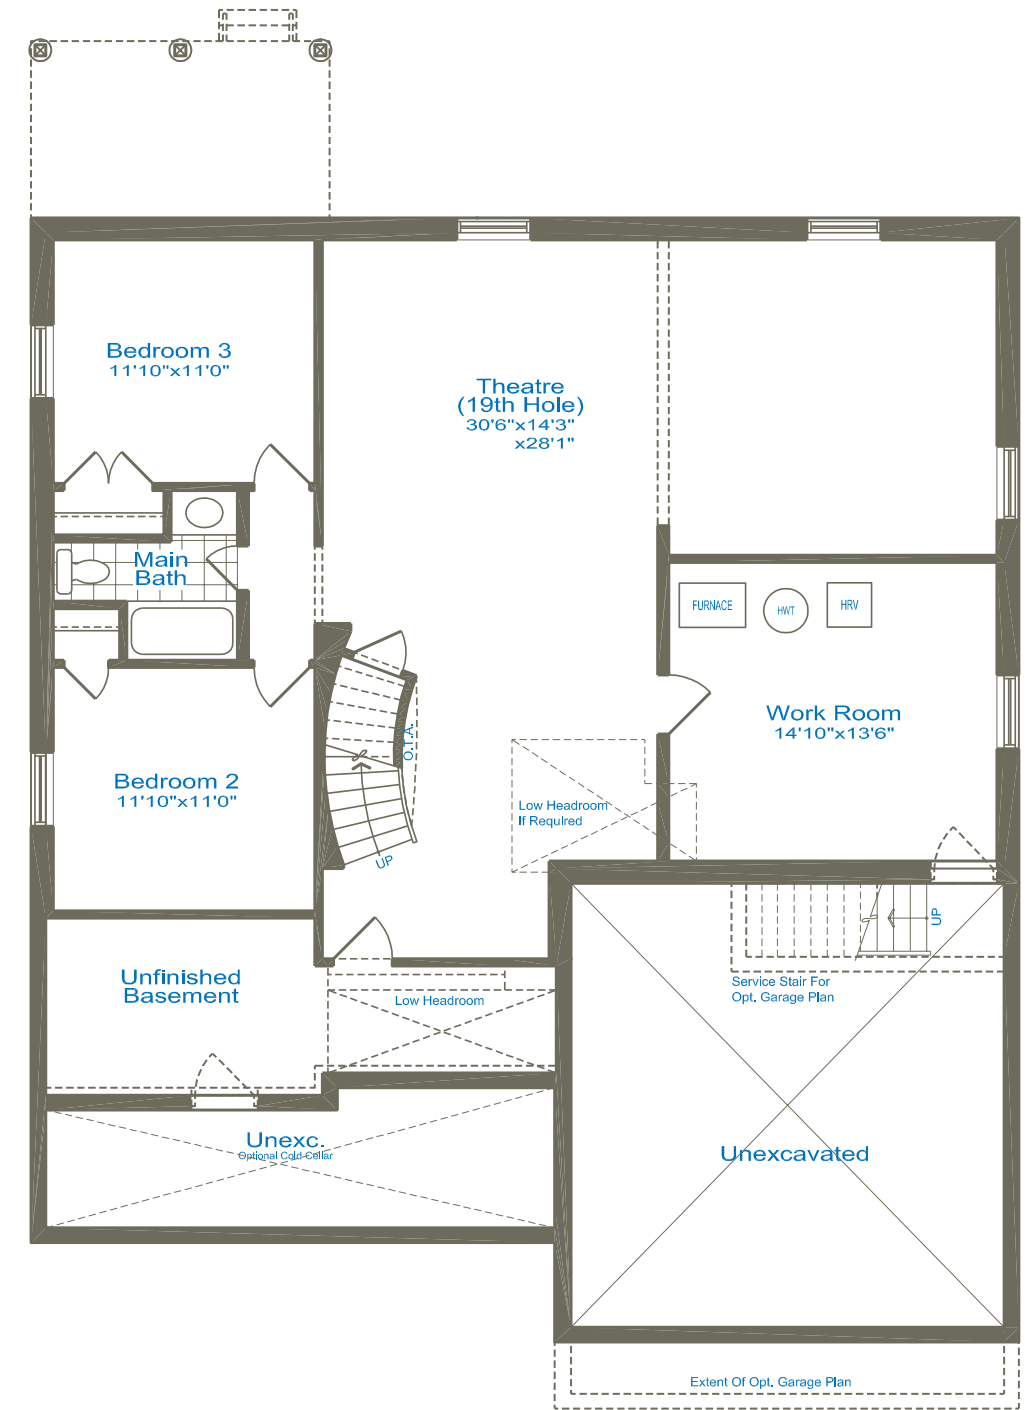 Bedroom 3
11'10"x11'0"
Theatre
(19th Hole)
30'6"x14'3"
x28'1"
Main
Bath
FURNACE
HWT
HRV
Work Room
14'10"x13'6"
O.T.A.
Bedroom 2
11'10"x11'0"
Low Headroom
If Required
UP
UP
Unfinished
Basement
Low Headroom
Service Stair For
Opt. Garage Plan
Unexc.
Optional Cold Cellar
Unexcavated
Extent Of Opt. Garage Plan